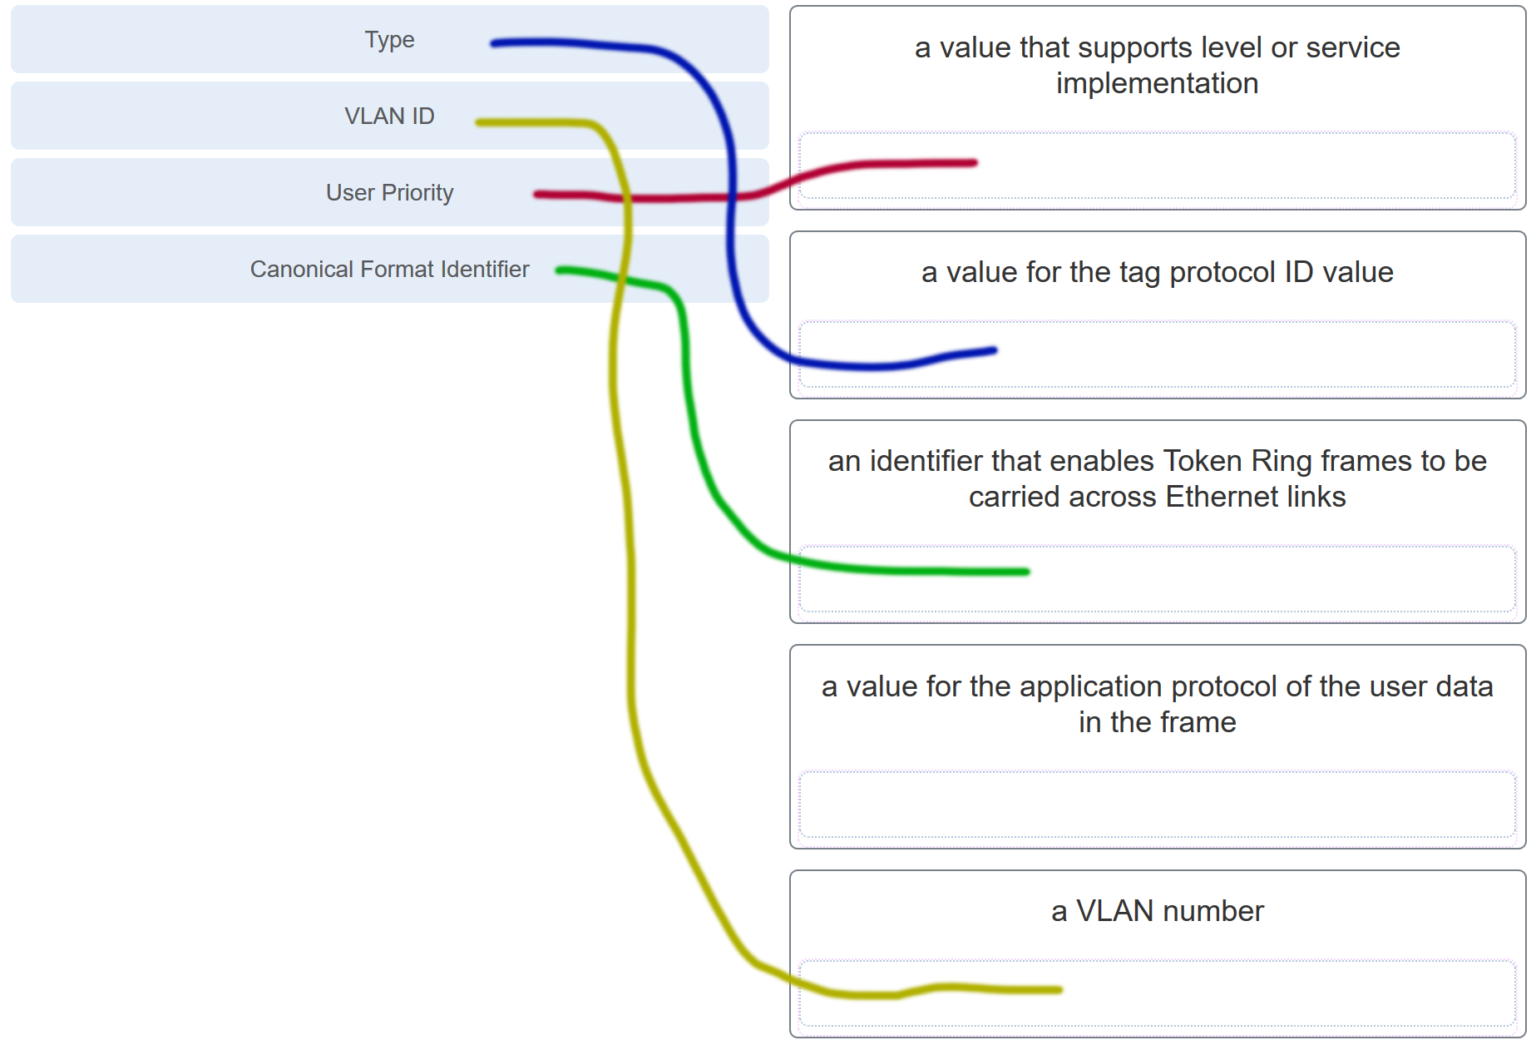 Type
VLAN ID
User Priority
Canonical Format Identifier
a value that supports level or service
implementation
a value for the tag protocol ID value
an identifier that enables Token Ring frames to be
carried across Ethernet links
a value for the application protocol of the user data
in the frame
a VLAN number